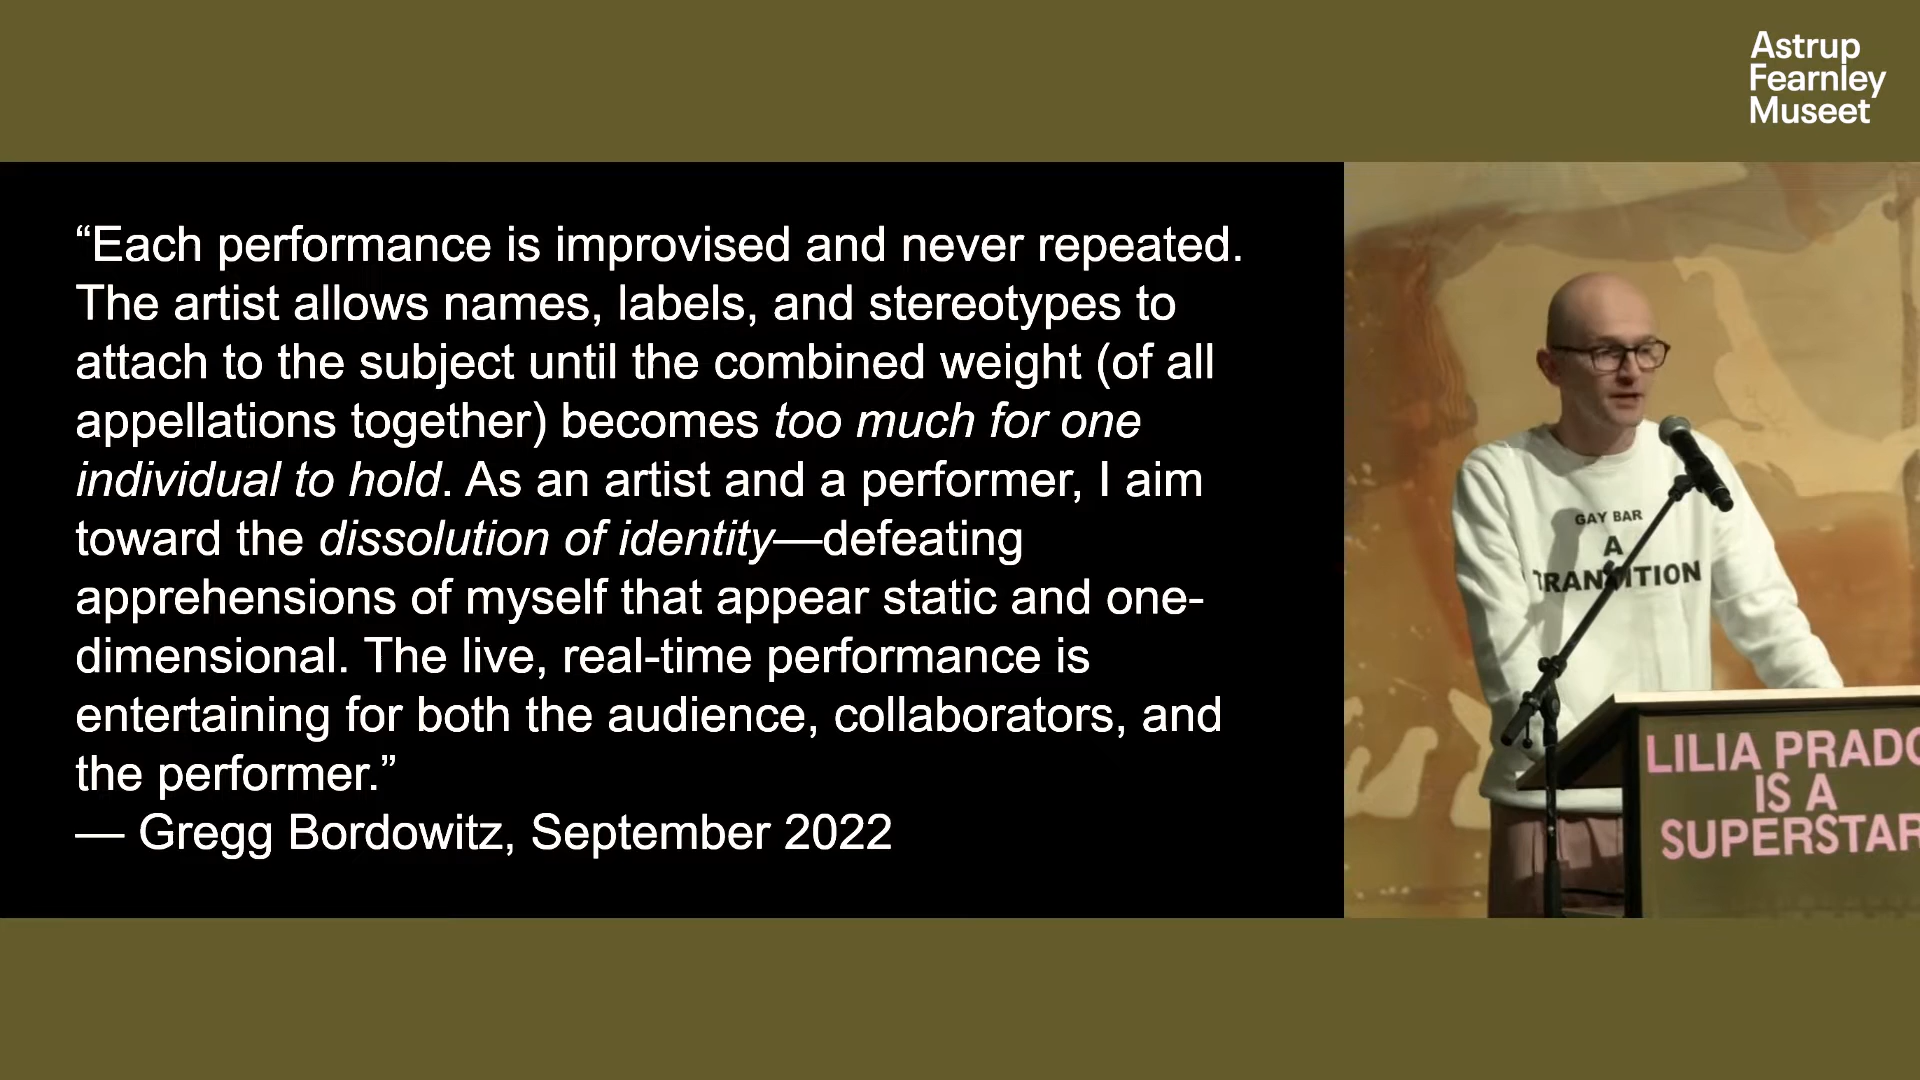 Astrup
Fearnley
Museet
“Each performance is improvised and never repeated.
The artist allows names, labels, and stereotypes to
attach to the subject until the combined weight (of all
appellations together) becomes too much for one
individual to hold. As an artist and a performer, I aim
toward the dissolution of identity—defeating
apprehensions of myself that appear static and one-
dimensional. The live, real-time performance is
entertaining for both the audience, collaborators, and
the performer.”
— Gregg Bordowitz, September 2022
GAY BAR
A
LILIA PRADO
IS A
SUPERSTAR